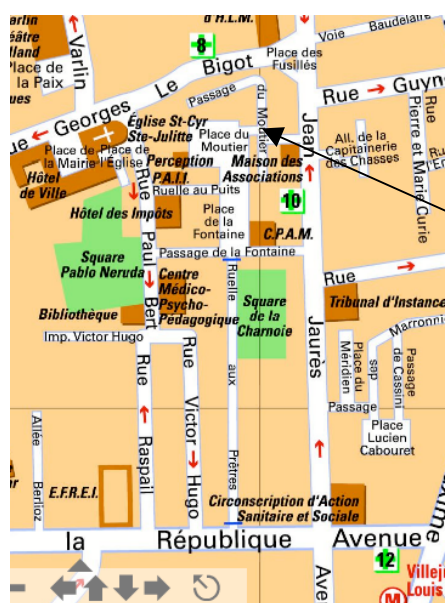 d'H.L.M.
Varlin
Théâtre
lland
Place de
la Paix
ues
Varlin
8
Place des
Fusillés
Voie Baudelaire
Rue Georges Le Bigot
Passage du Moutier
Rue Guyn
Église St-Cyr
Ste-Julitte
Place du
Moutier
Jean Jaurès
All. de la
Capitainerie
des Chasses
Pierre et Marie Curie
Place de
la Mairie
Place de
l'Église
Hôtel
de Ville
Perception
P.A.I.I.
Maison des
Associations
Ruelle au Puits
10
Hôtel des Impôts
Place
de la
Fontaine
C.P.A.M.
Rue Paul Bert
Square
Pablo Neruda
Passage de la Fontaine
Rue
Centre
Médico-
Psycho-
Pédagogique
Bibliothèque
Square
de la
Charnoie
Tribunal d'Instance
Imp. Victor Hugo
Ruelle aux Prêtres
Marronni
des
Place du
Méridien
Passage
de Cassini
Rue Victor Hugo
Rue Raspail
Passage
Place
Lucien
Cabouret
Allée
Berlioz
E.F.R.E.I.
Circonscription d'Action
Sanitaire et Sociale
la République Avenue
Ave
12
Villejui
Louis
M